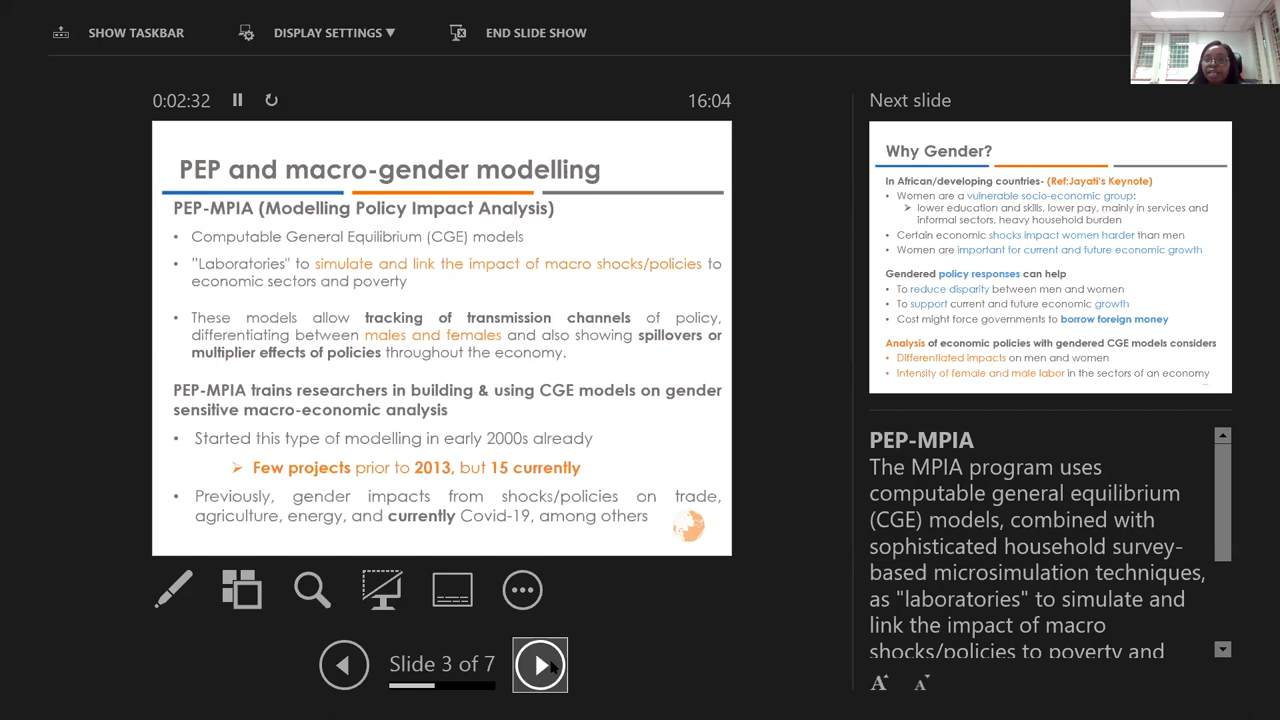 SHOW TASKBAR
DISPLAY SETTINGS ▼
END SLIDE SHOW
0:02:32
16:04
PEP and macro-gender modelling
PEP-MPIA (Modelling Policy Impact Analysis)
• Computable General Equilibrium (CGE) models
• "Laboratories" to simulate and link the impact of macro shocks/policies to
economic sectors and poverty
• These models allow tracking of transmission channels of policy,
differentiating between males and females and also showing spillovers or
multiplier effects of policies throughout the economy.
PEP-MPIA trains researchers in building & using CGE models on gender
sensitive macro-economic analysis
• Started this type of modelling in early 2000s already
➢ Few projects prior to 2013, but 15 currently
• Previously, gender impacts from shocks/policies on trade,
agriculture, energy, and currently Covid-19, among others
Slide 3 of 7
Next slide
Why Gender?
In African/developing countries- (Ref:Jayati's Keynote)
• Women are a vulnerable socio-economic group:
➢ lower education and skills, lower pay, mainly in services and
informal sectors, heavy household burden
• Certain economic shocks impact women harder than men
• Women are important for current and future economic growth
Gendered policy responses can help
• To reduce disparity between men and women
• To support current and future economic growth
• Cost might force governments to borrow foreign money
Analysis of economic policies with gendered CGE models considers
• Differentiated impacts on men and women
• Intensity of female and male labor in the sectors of an economy
PEP-MPIA
The MPIA program uses
computable general equilibrium
(CGE) models, combined with
sophisticated household survey-
based microsimulation techniques,
as "laboratories" to simulate and
link the impact of macro
shocks/policies to poverty and
A A